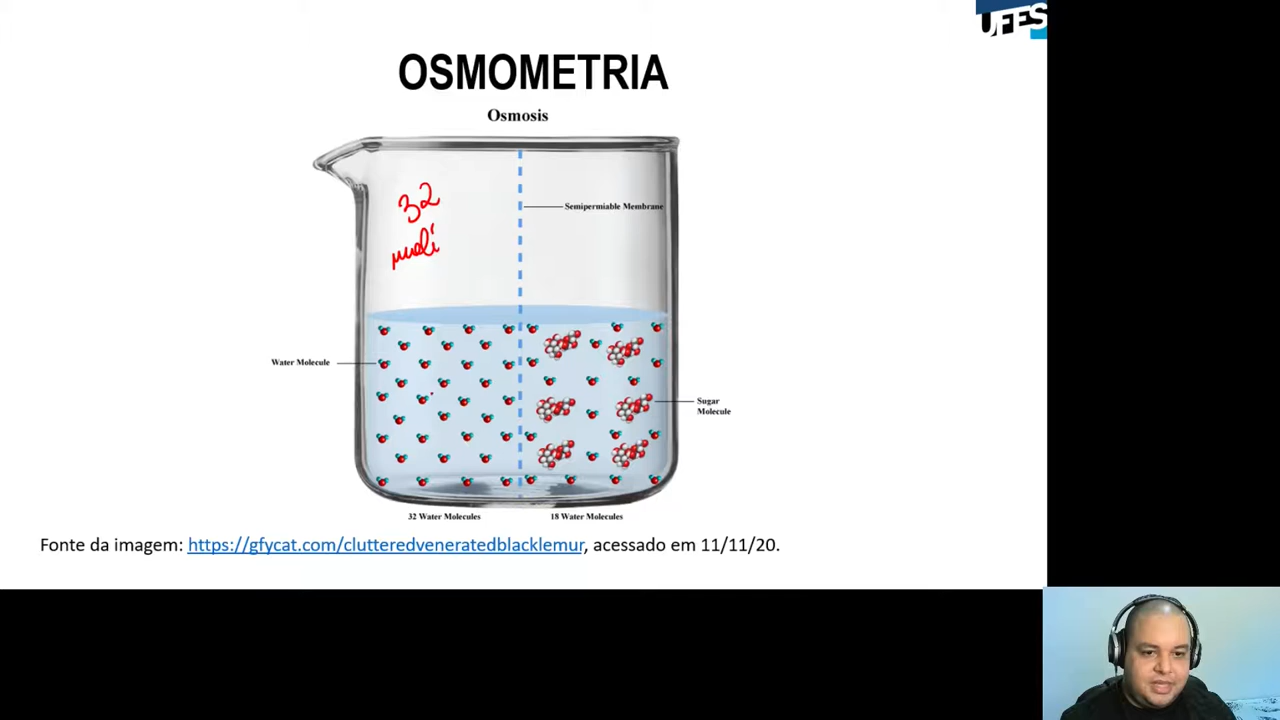 UFES
OSMOMETRIA
Osmosis
32
Semipermiable Membrane
Water Molecule
Sugar
Molecule
32 Water Molecules
18 Water Molecules
Fonte da imagem: https://gfycat.com/clutteredveneratedblacklemur, acessado em 11/11/20.